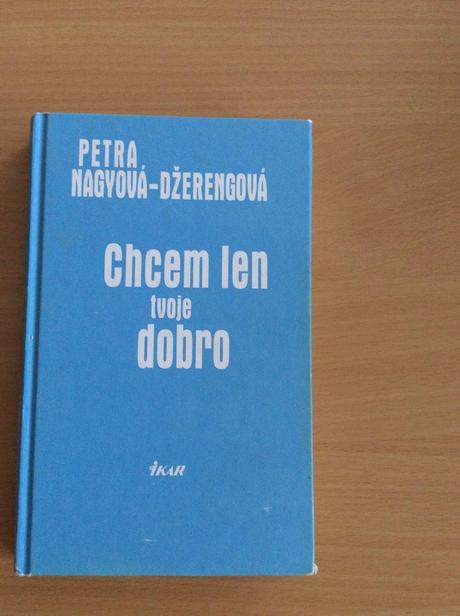 PETRA
NAGYOVÁ-DŽERENGOVÁ
Chcem len
tvoje
dobro
iKAR